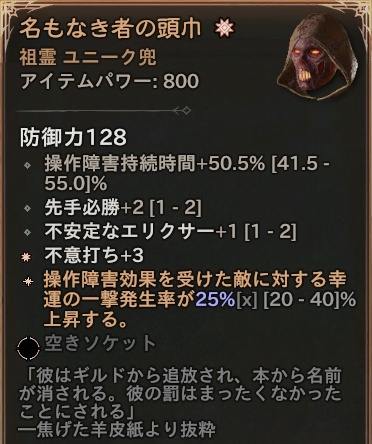 名もなき者の頭巾
祖霊 ユニーク兜
アイテムパワー: 800
防御力128
操作障害持続時間+50.5% [41.5 -
55.0]%
先手必勝+2 [1 - 2]
不安定なエリクサー+1 [1 - 2]
不意打ち+3
操作障害効果を受けた敵に対する幸
運の一撃発生率が25%[x] [20 - 40]%
上昇する。
空きソケット
「彼はギルドから追放され、本から名前
が消される。彼の罰はまったくなかった
ことにされる」
―焦げた羊皮紙より抜粋